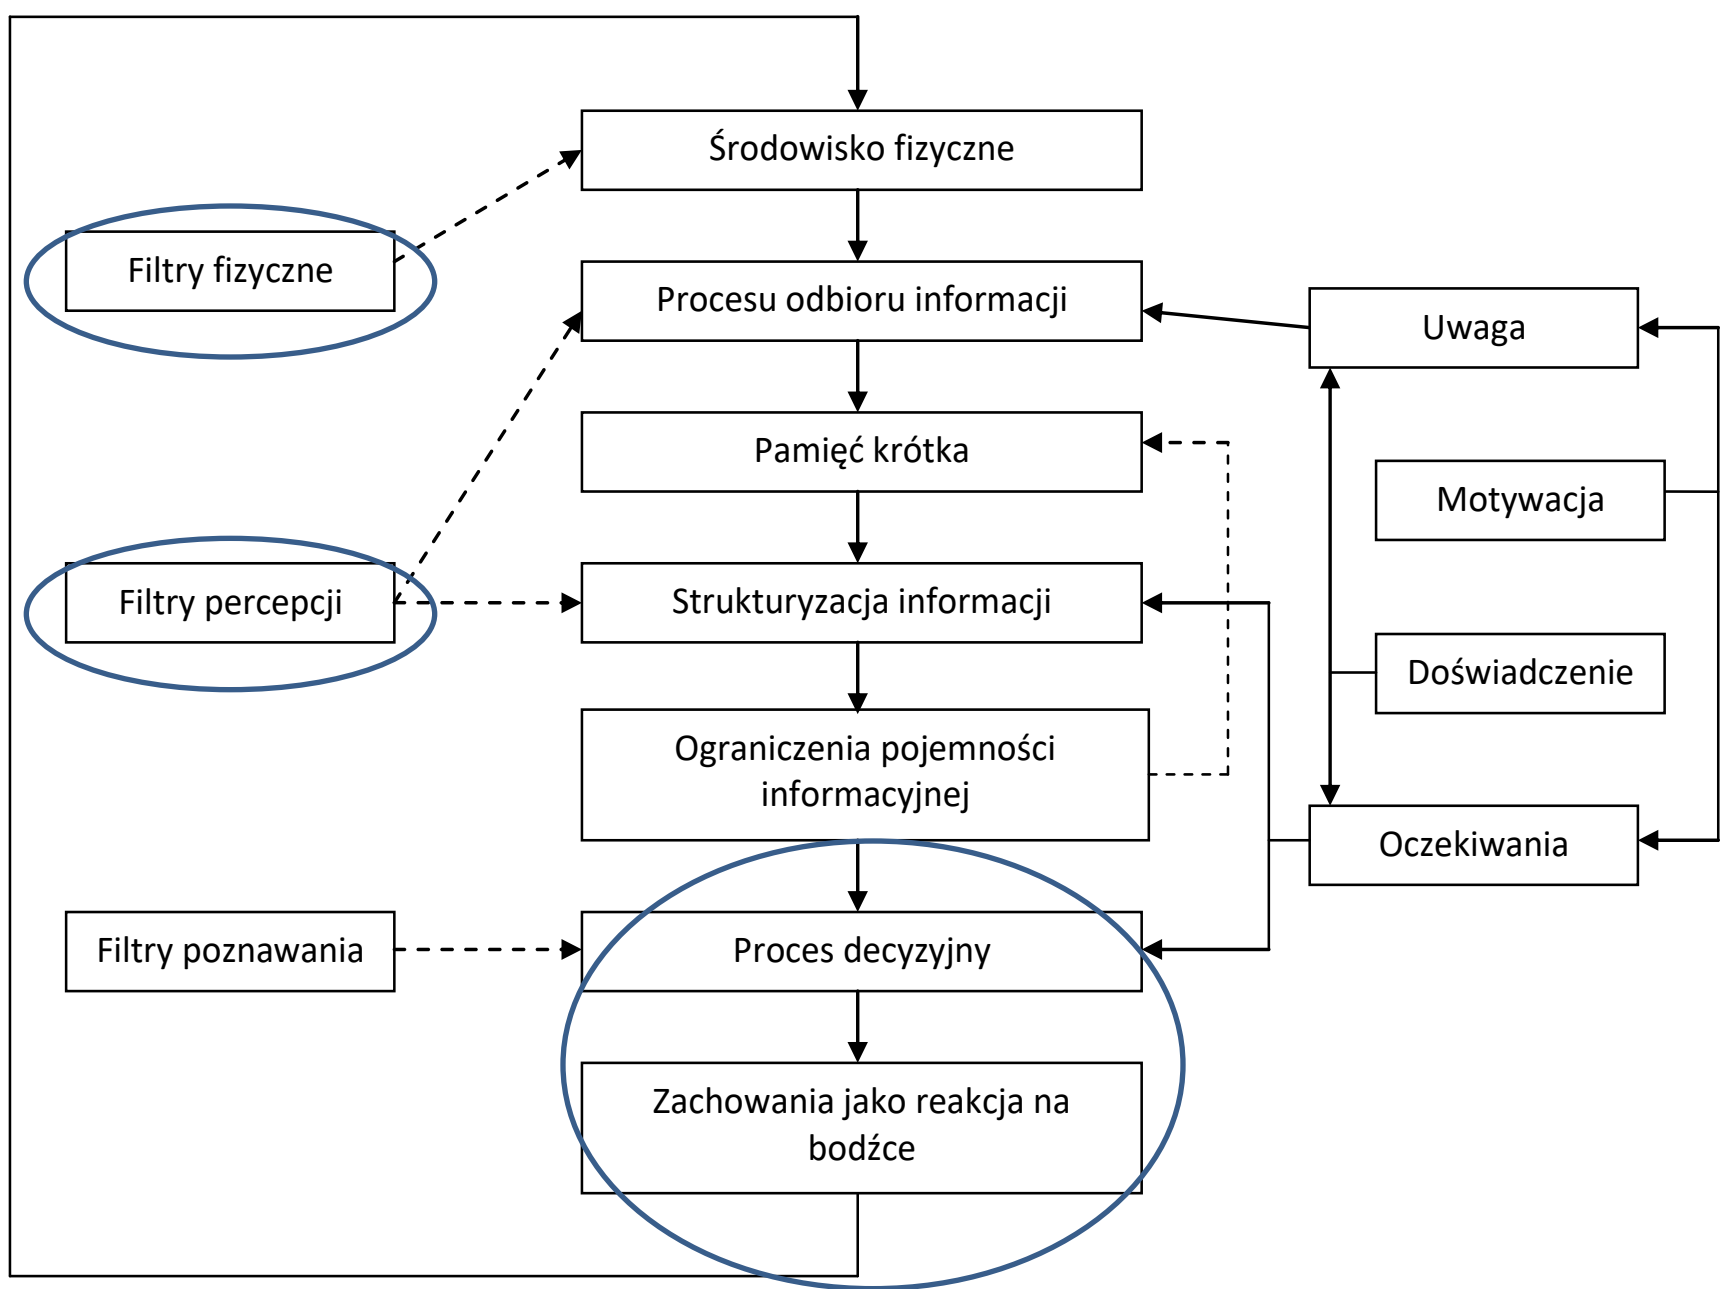 Środowisko fizyczne
Filtry fizyczne
Procesu odbioru informacji
Uwaga
Pamięć krótka
Motywacja
Filtry percepcji
Strukturyzacja informacji
Doświadczenie
Ograniczenia pojemności
informacyjnej
Oczekiwania
Filtry poznawania
Proces decyzyjny
Zachowania jako reakcja na
bodźce